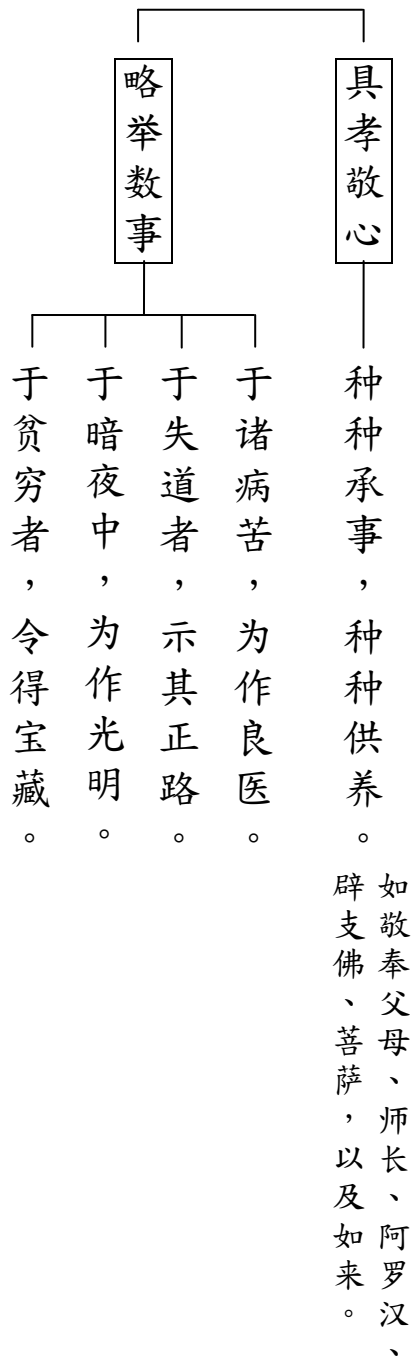 具孝敬心
种种承事，种种供养。
如敬奉父母、师长、阿罗汉、
辟支佛、菩萨，以及如来。
略举数事
于诸病苦，为作良医。
于失道者，示其正路。
于暗夜中，为作光明。
于贫穷者，令得宝藏。